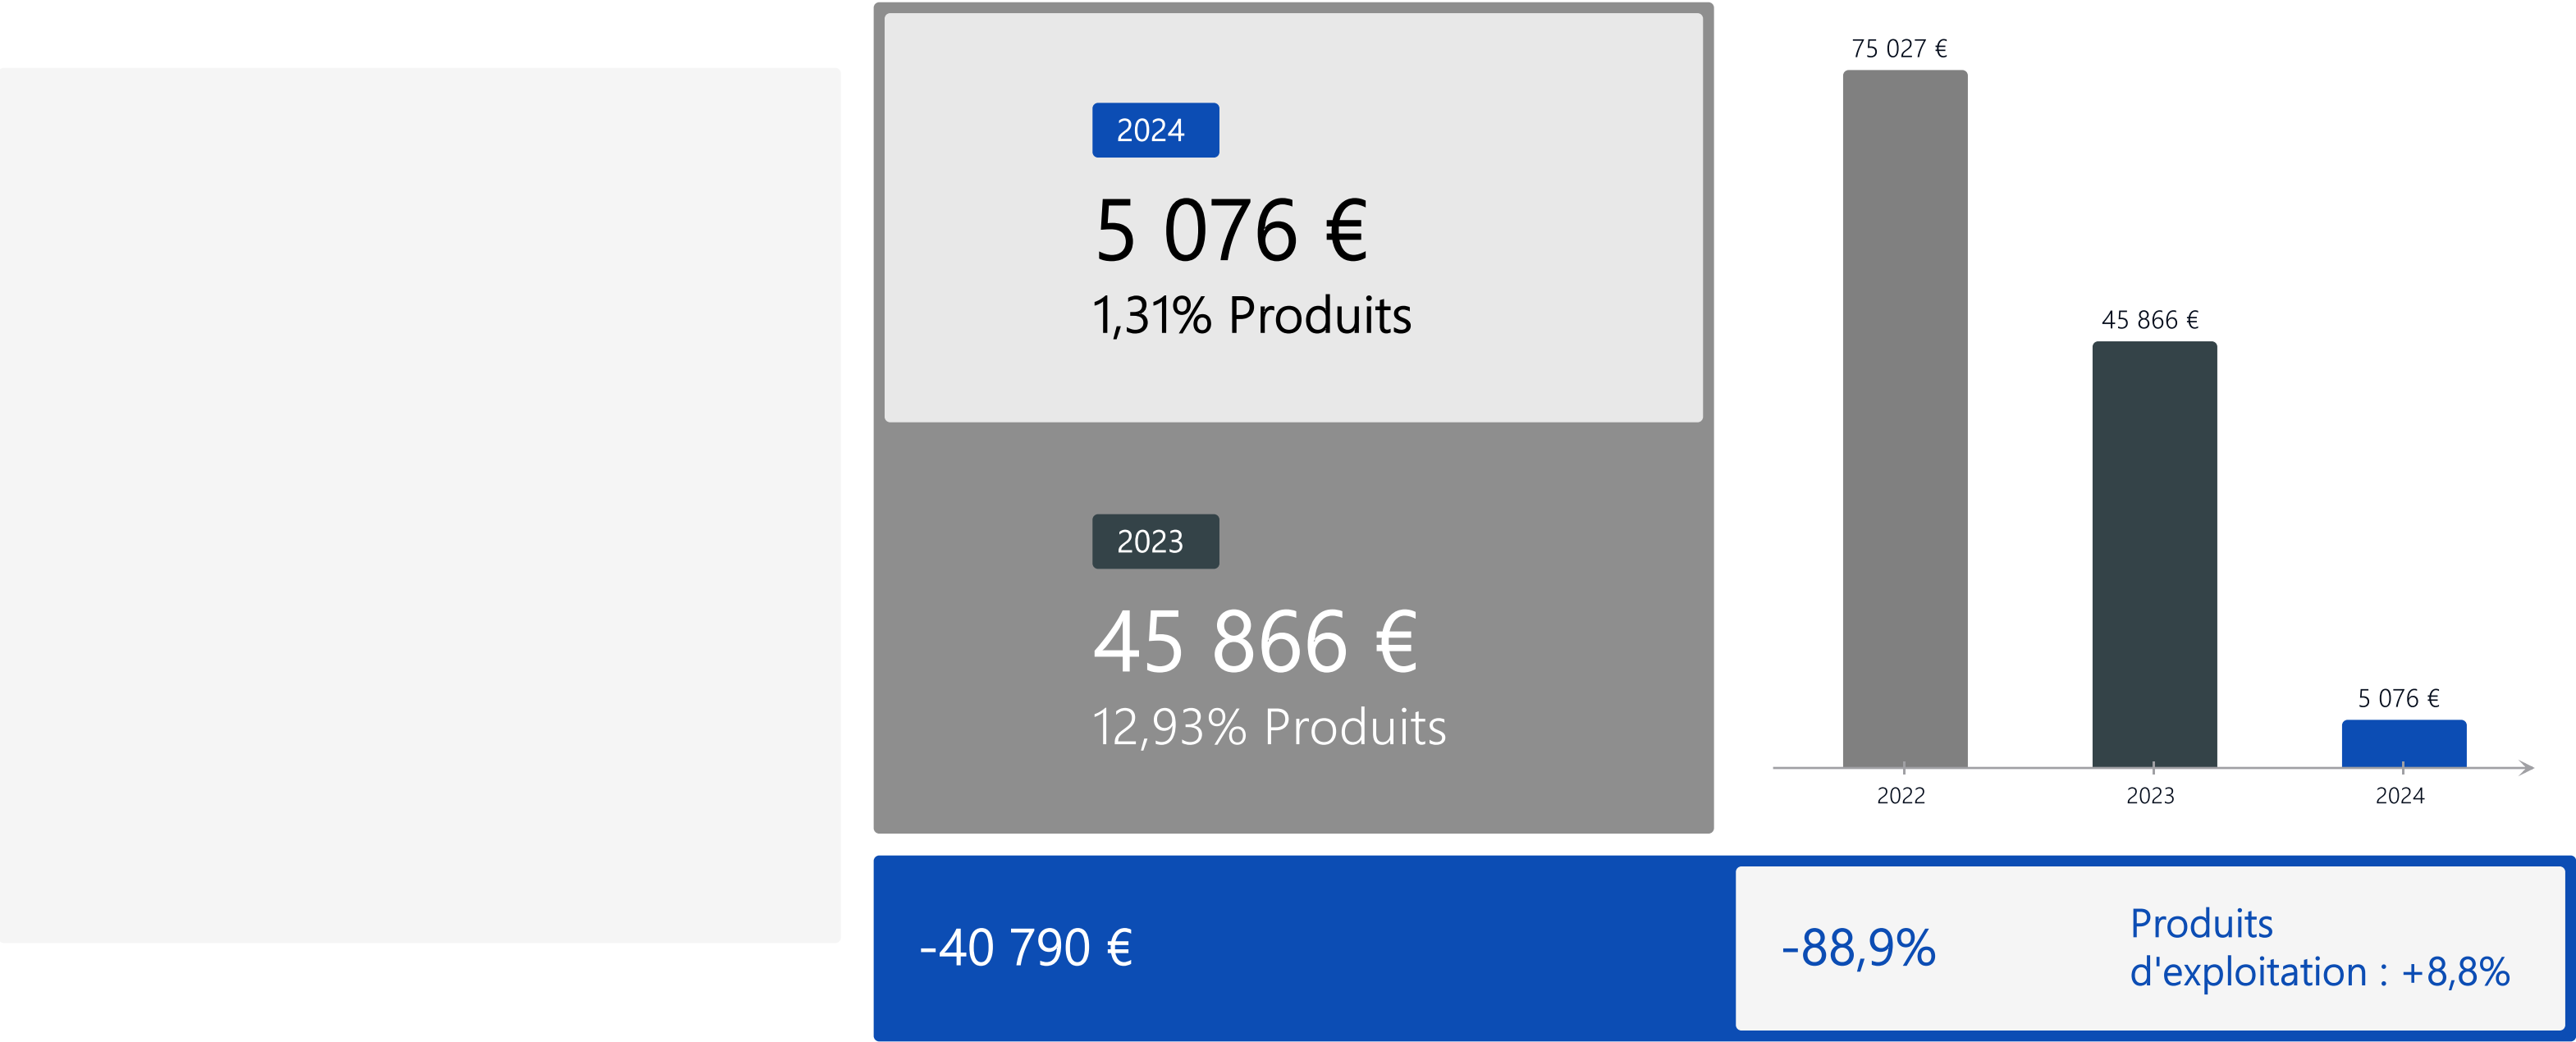 2024
5 076 €
1,31% Produits
2023
45 866 €
12,93% Produits
75 027 €
45 866 €
5 076 €
2022
2023
2024
-40 790 €
-88,9%
Produits
d'exploitation : +8,8%